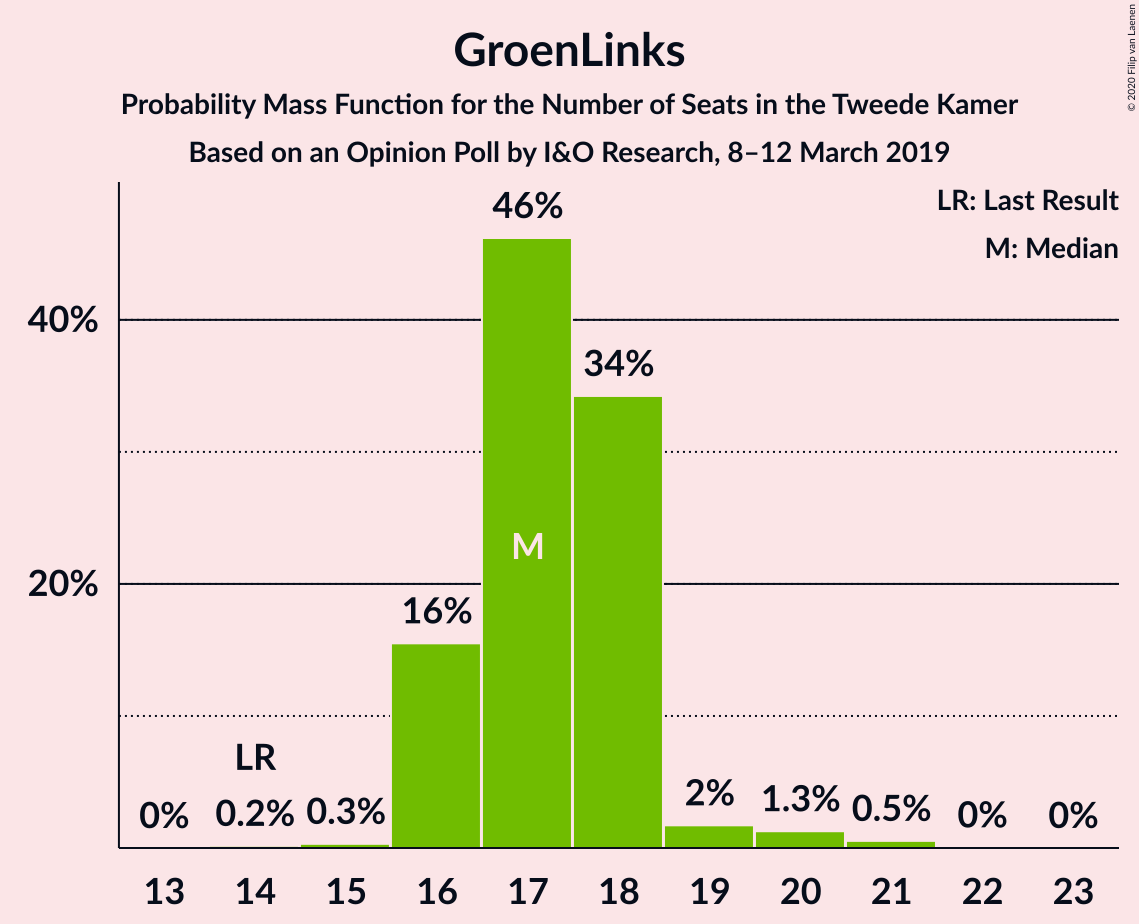 GroenLinks
Probability Mass Function for the Number of Seats in the Tweede Kamer
Based on an Opinion Poll by I&O Research, 8–12 March 2019
© 2020 Filip van Laenen
LR: Last Result
M: Median
46%
40%
34%
M
20%
16%
LR
0%
0.2%
0.3%
2%
1.3%
0.5%
0%
0%
13 14 15 16 17 18 19 20 21 22 23